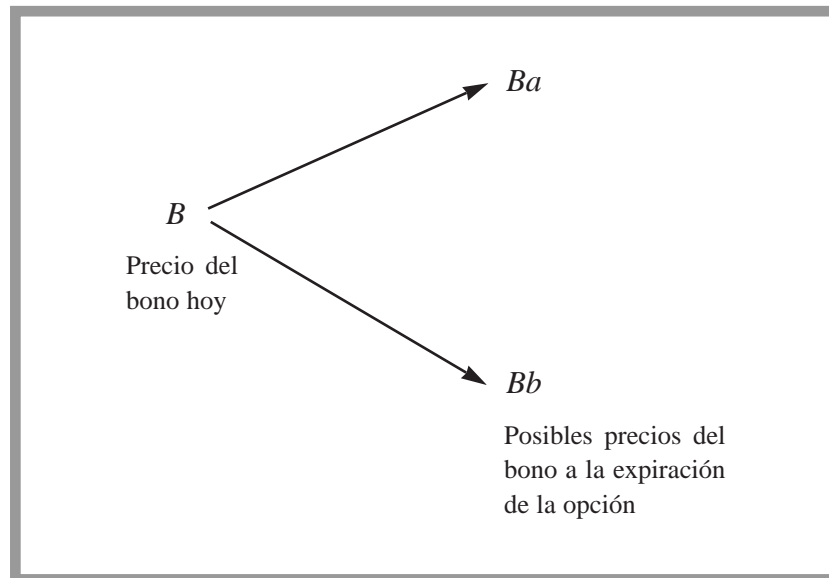 Ba
B
Precio del
bono hoy
Bb
Posibles precios del
bono a la expiración
de la opción